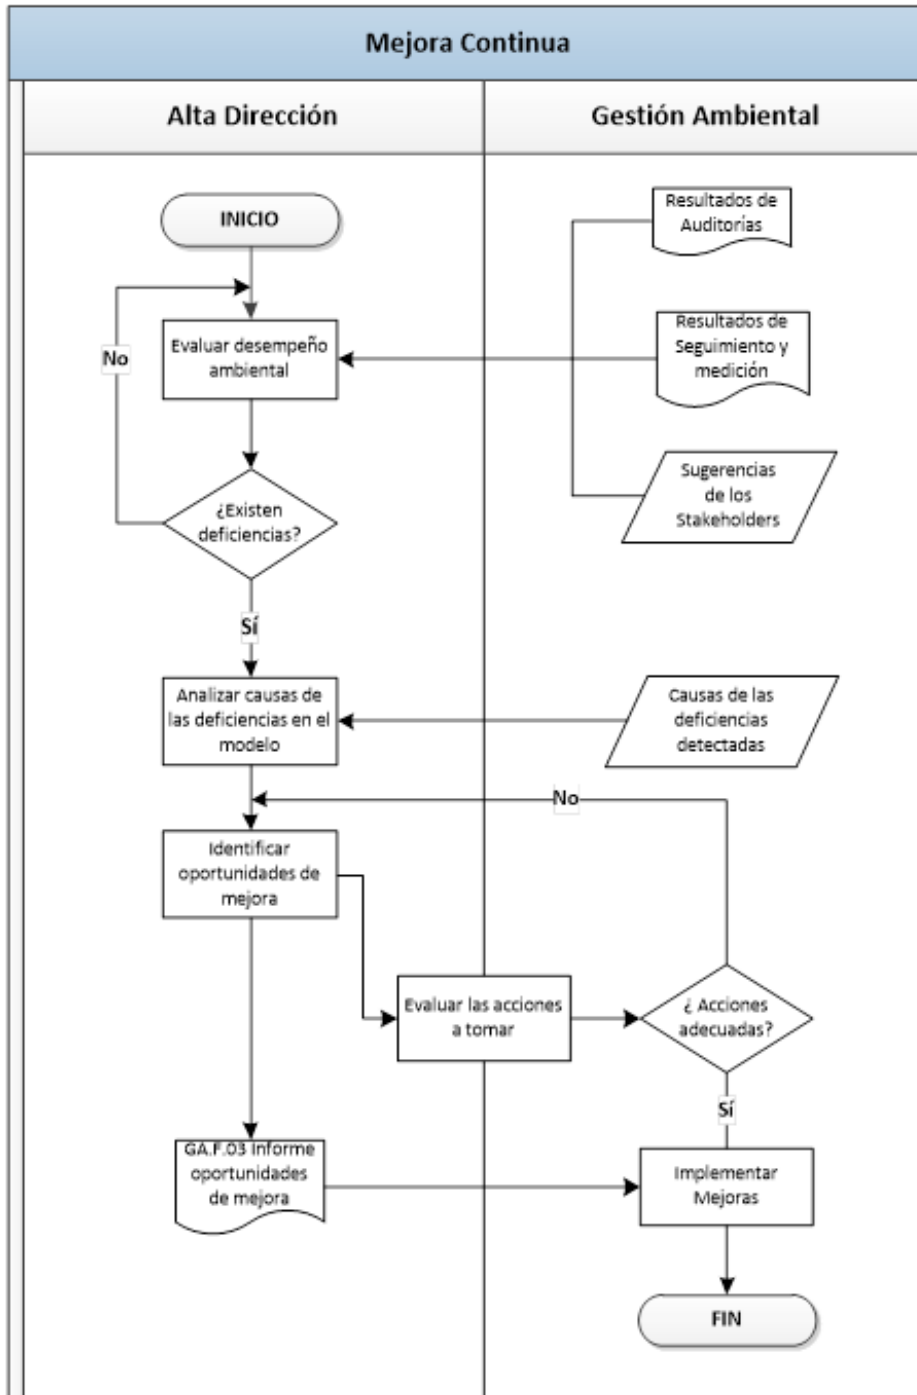 Mejora Continua
Alta Dirección
Gestión Ambiental
INICIO
Resultados de
Auditorías
No
Evaluar desempeño
ambiental
Resultados de
Seguimiento y
medición
¿Existen
deficiencias?
Sugerencias
de los
Stakeholders
Sí
Analizar causas de
las deficiencias en el
modelo
Causas de las
deficiencias
detectadas
No
Identificar
oportunidades de
mejora
Evaluar las acciones
a tomar
¿ Acciones
adecuadas?
Sí
GA.F.03 Informe
oportunidades
de mejora
Implementar
Mejoras
FIN